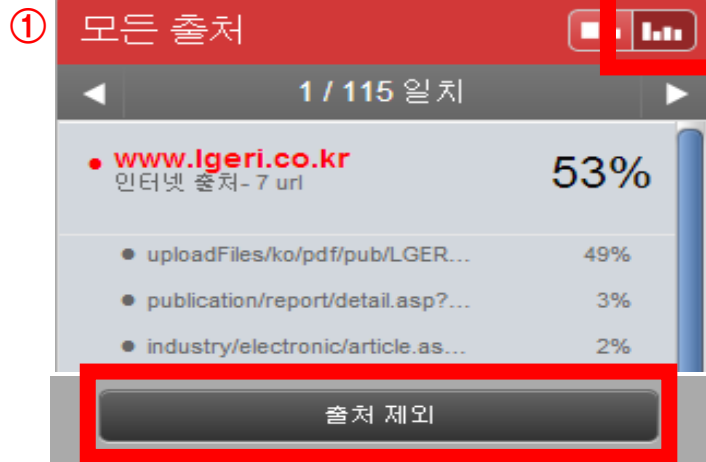 ①
모든 출처
1 / 115 일치
www.lgeri.co.kr
53%
인터넷 출처- 7 url
uploadFiles/ko/pdf/pub/LGER... 49%
publication/report/detail.asp?... 3%
industry/electronic/article.as... 2%
출처 제외